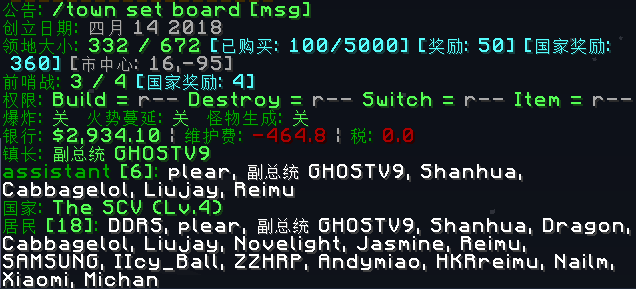 公告: /town set board [msg]
创立日期: 四月 14 2018
领地大小: 332 / 672 [已购买: 100/5000] [奖励: 50] [国家奖励:
360] [市中心: 16,-95]
前哨战: 3 / 4 [国家奖励: 4]
权限: Build = r-- Destroy = r-- Switch = r-- Item = r--
爆炸: 关 火势蔓延: 关 怪物生成: 关
银行: $2,934.10 ¦ 维护费: -464.8 ¦ 税: 0.0
镇长: 副总统 GHOSTV9
assistant [6]: plear, 副总统 GHOSTV9, Shanhua,
Cabbagelol, Liujay, Reimu
国家: The SCV (Lv.4)
居民 [18]: DDR5, plear, 副总统 GHOSTV9, Shanhua, Dragon,
Cabbagelol, Liujay, Novelight, Jasmine, Reimu,
SAMSUNG, IIcy_Ball, ZZHRP, Andymiao, HKRreimu, Nailm,
Xiaomi, Michan